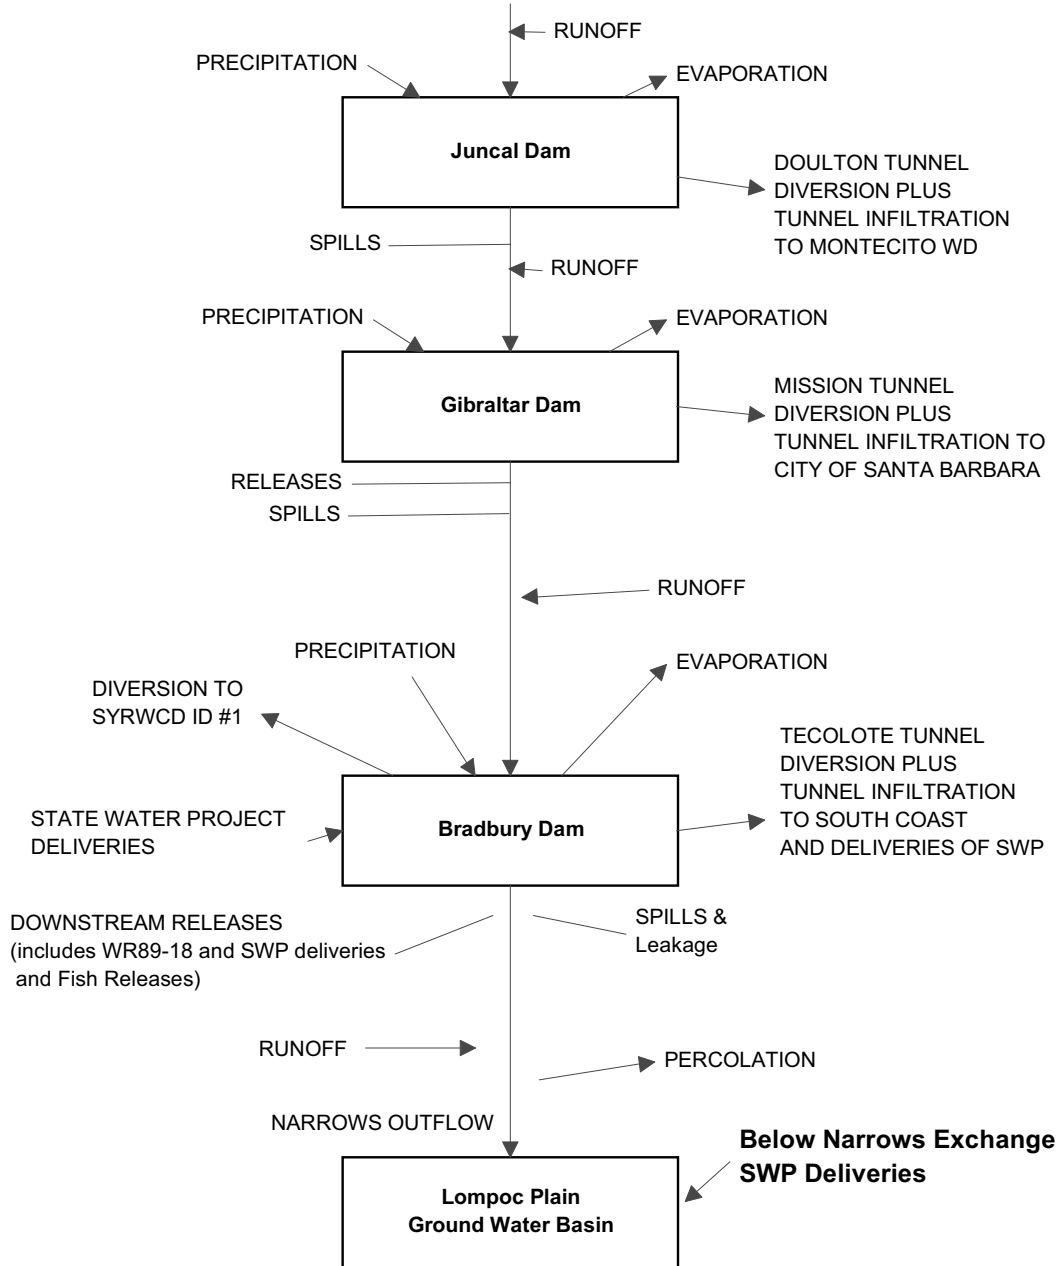 RUNOFF
PRECIPITATION
EVAPORATION
Juncal Dam
DOULTON TUNNEL
DIVERSION PLUS
TUNNEL INFILTRATION
TO MONTECITO WD
SPILLS
RUNOFF
PRECIPITATION
EVAPORATION
Gibraltar Dam
MISSION TUNNEL
DIVERSION PLUS
TUNNEL INFILTRATION TO
CITY OF SANTA BARBARA
RELEASES
SPILLS
RUNOFF
PRECIPITATION
EVAPORATION
DIVERSION TO
SYRWCD ID #1
TECOLOTE TUNNEL
DIVERSION PLUS
TUNNEL INFILTRATION
TO SOUTH COAST
AND DELIVERIES OF SWP
STATE WATER PROJECT
DELIVERIES
Bradbury Dam
DOWNSTREAM RELEASES
(includes WR89-18 and SWP deliveries
and Fish Releases)
SPILLS &
Leakage
RUNOFF
PERCOLATION
NARROWS OUTFLOW
Below Narrows Exchange
SWP Deliveries
Lompoc Plain
Ground Water Basin